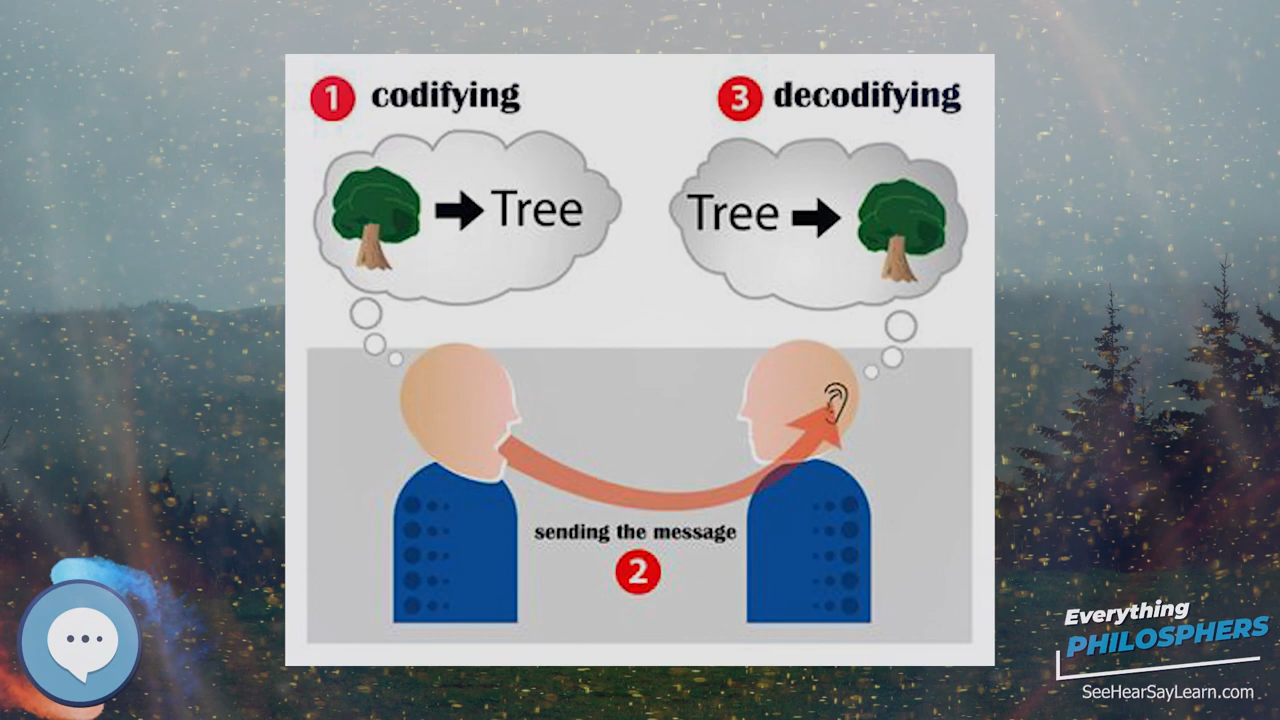 1 codifying
3 decodifying
Tree
Tree
sending the message
2
Everything
PHILOSPHERS
SeeHearSayLearn.com